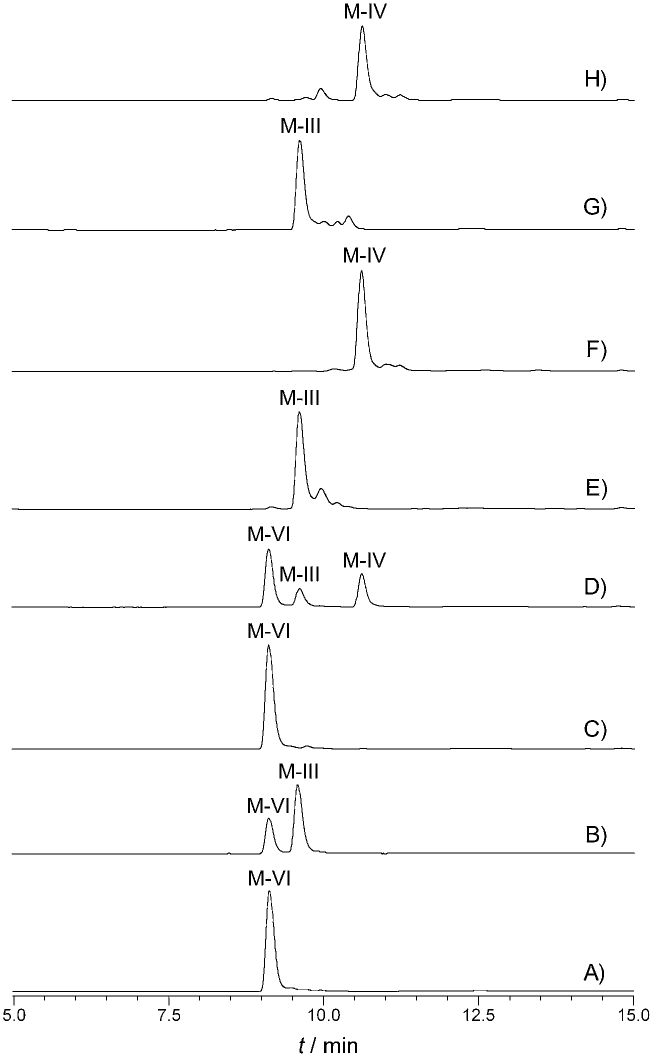 M-IV
H)
M-III
G)
M-IV
F)
M-III
E)
M-VI
M-III
M-IV
D)
M-VI
C)
M-III
M-VI
B)
M-VI
A)
5.0 7.5 10.0 12.5 15.0
t / min